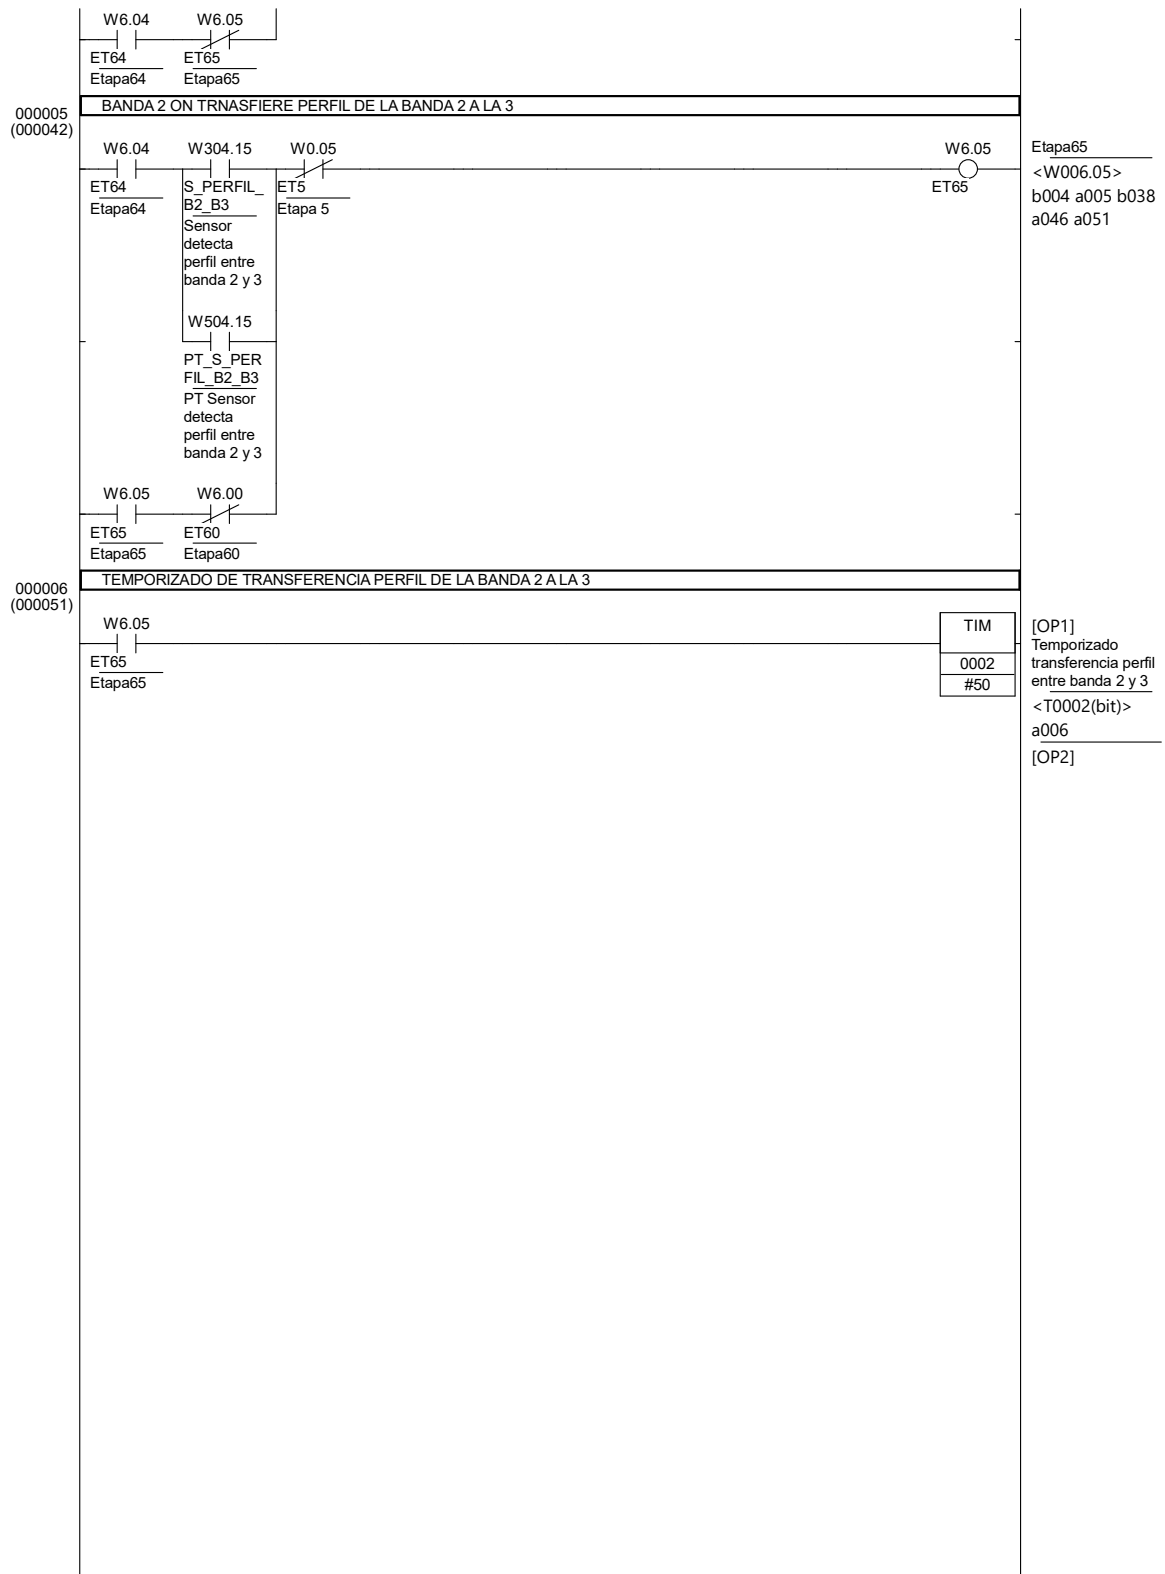 W6.04 W6.05
ET64 ET65
Etapa64 Etapa65
000005
(000042)
BANDA 2 ON TRNASFIERE PERFIL DE LA BANDA 2 A LA 3
W6.04 W304.15 W0.05 W6.05
ET64 S_PERFIL_ ET5 ET65
Etapa64 B2_B3 Etapa 5
Sensor
detecta
perfil entre
banda 2 y 3
Etapa65
<W006.05>
b004 a005 b038
a046 a051
W504.15
PT_S_PER
FIL_B2_B3
PT Sensor
detecta
perfil entre
banda 2 y 3
W6.05 W6.00
ET65 ET60
Etapa65 Etapa60
000006
(000051)
TEMPORIZADO DE TRANSFERENCIA PERFIL DE LA BANDA 2 A LA 3
W6.05
ET65
Etapa65
TIM
0002
#50
[OP1]
Temporizado
transferencia perfil
entre banda 2 y 3
<T0002(bit)>
a006
[OP2]